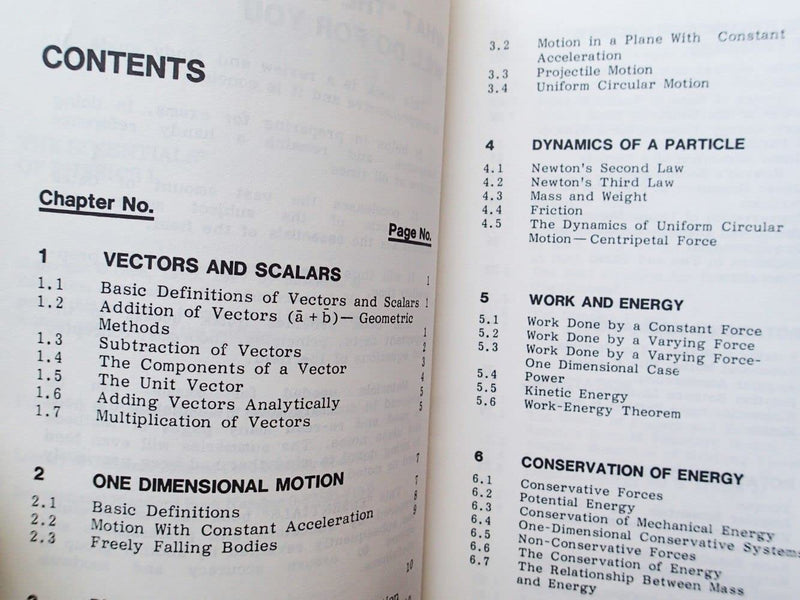 CONTENTS
Chapter No.
Page No.
1 VECTORS AND SCALARS 1
1.1 Basic Definitions of Vectors and Scalars 1
1.2 Addition of Vectors (ā + b̄)— Geometric
Methods 1
1.3 Subtraction of Vectors 2
1.4 The Components of a Vector 3
1.5 The Unit Vector 4
1.6 Adding Vectors Analytically 5
1.7 Multiplication of Vectors 5
2 ONE DIMENSIONAL MOTION 7
2.1 Basic Definitions 7
2.2 Motion With Constant Acceleration 8
2.3 Freely Falling Bodies 9
10
3.2 Motion in a Plane With Constant
Acceleration
3.3 Projectile Motion
3.4 Uniform Circular Motion
4 DYNAMICS OF A PARTICLE
4.1 Newton's Second Law
4.2 Newton's Third Law
4.3 Mass and Weight
4.4 Friction
4.5 The Dynamics of Uniform Circular
Motion — Centripetal Force
5 WORK AND ENERGY
5.1 Work Done by a Constant Force
5.2 Work Done by a Varying Force
5.3 Work Done by a Varying Force-
One Dimensional Case
5.4 Power
5.5 Kinetic Energy
5.6 Work-Energy Theorem
6 CONSERVATION OF ENERGY
6.1 Conservative Forces
6.2 Potential Energy
6.3 Conservation of Mechanical Energy
6.4 One-Dimensional Conservative Systems
6.5 Non-Conservative Forces
6.6 The Conservation of Energy
6.7 The Relationship Between Mass
and Energy